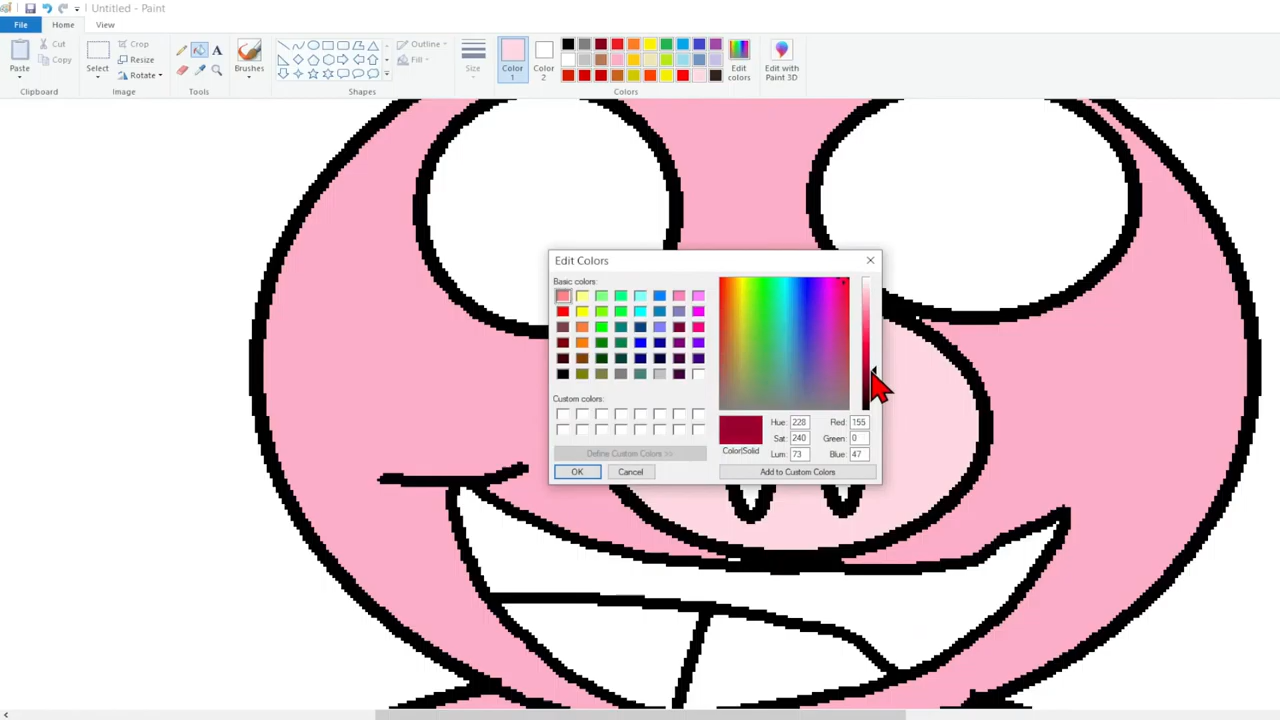 Untitled - Paint
File
Home
View
Paste
Cut
Copy
Clipboard
Select
Crop
Resize
Rotate
Image
A
Tools
Brushes
Outline
Fill
Shapes
Size
Color
1
Color
2
Edit
colors
Colors
Edit with
Paint 3D
Edit Colors
Basic colors:
Custom colors:
Define Custom Colors >>
OK
Cancel
Color|Solid
Hue: 228
Sat: 240
Lum: 73
Red: 155
Green: 0
Blue: 47
Add to Custom Colors